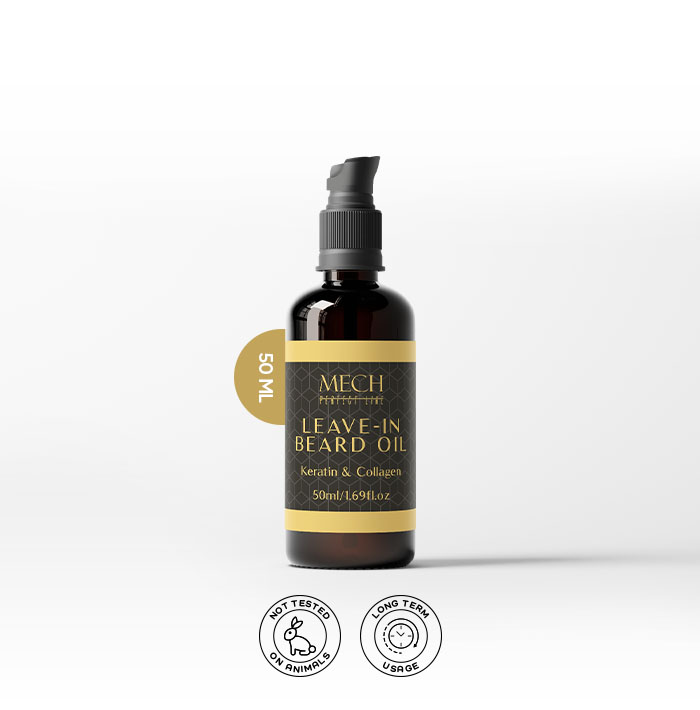 50 ML
MECH
PERFECT LINE
LEAVE-IN
BEARD OIL
Keratin & Collagen
50ml/1.69fl.oz
NOT TESTED
ON ANIMALS
LONG TERM
USAGE